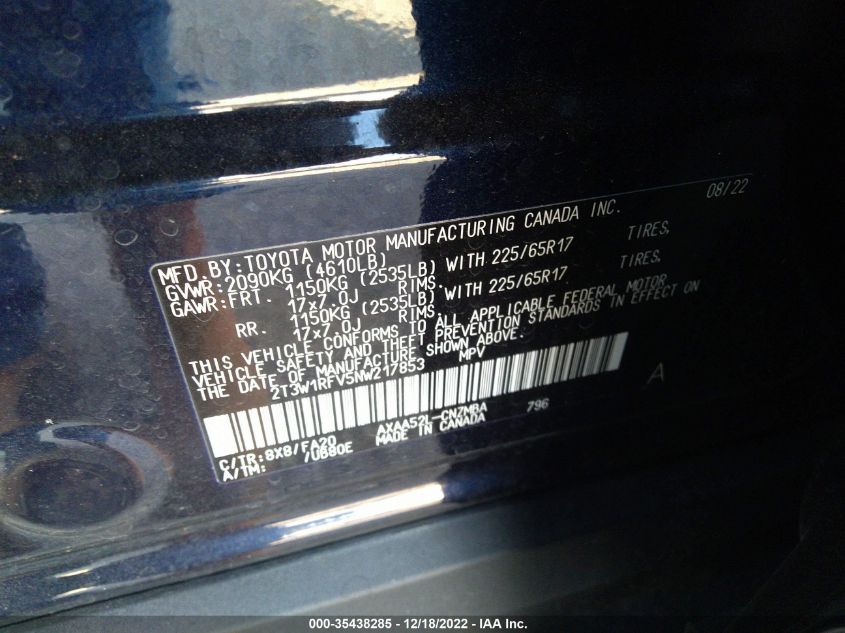 MFD. BY: TOYOTA MOTOR MANUFACTURING CANADA INC. 08/22
GVWR: 2090KG (4610LB)
GAWR: FRT. 1150KG (2535LB) WITH 225/65R17 TIRES,
17x7.0J RIMS.
RR. 1150KG (2535LB) WITH 225/65R17 TIRES,
17x7.0J RIMS.
THIS VEHICLE CONFORMS TO ALL APPLICABLE FEDERAL MOTOR
VEHICLE SAFETY AND THEFT PREVENTION STANDARDS IN EFFECT ON
THE DATE OF MANUFACTURE SHOWN ABOVE.
2T3W1RFV5NW217853 MPV
A
C/TR: 8X8/FA20 AXAA52L-CNZMBA 796
A/TM: /U680E MADE IN CANADA
000-35438285 - 12/18/2022 - IAA Inc.